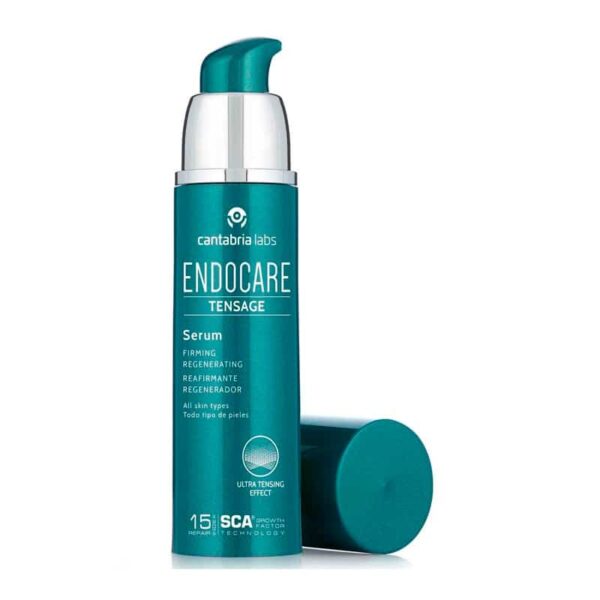 cantabria labs
ENDOCARE
TENSAGE
Serum
FIRMING
REGENERATING
REAFIRMANTE
REGENERADOR
All skin types
Todo tipo de pieles
ULTRA TENSING
EFFECT
15 REPAIR SCA® GROWTH
FACTOR
TECHNOLOGY